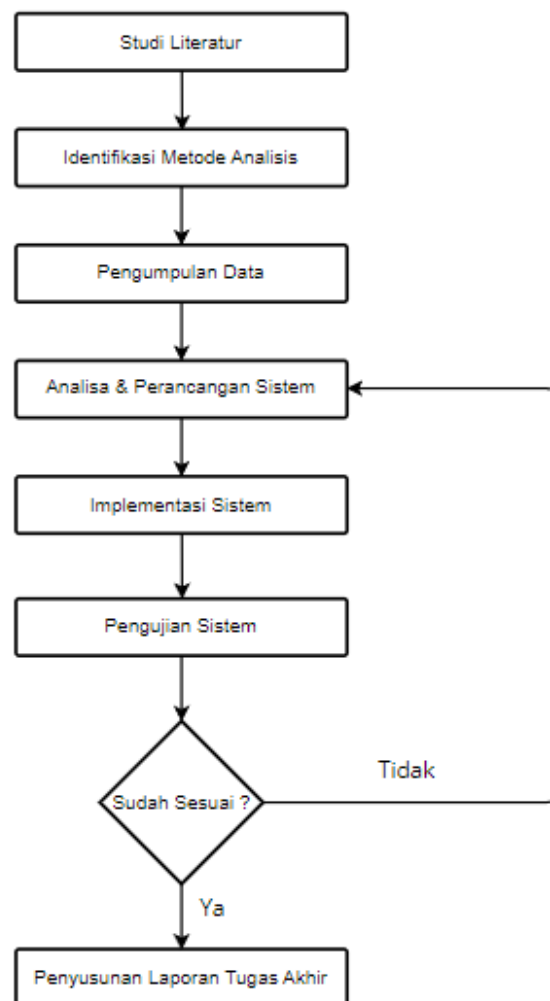 Studi Literatur
Identifikasi Metode Analisis
Pengumpulan Data
Analisa & Perancangan Sistem
Implementasi Sistem
Pengujian Sistem
Tidak
Sudah Sesuai ?
Ya
Penyusunan Laporan Tugas Akhir